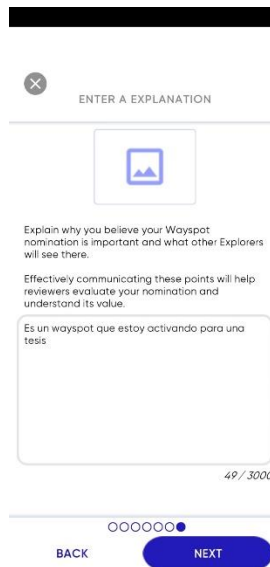 ENTER A EXPLANATION
Explain why you believe your Wayspot
nomination is important and what other Explorers
will see there.
Effectively communicating these points will help
reviewers evaluate your nomination and
understand its value.
Es un wayspot que estoy activando para una
tesis
49 / 3000
BACK
NEXT